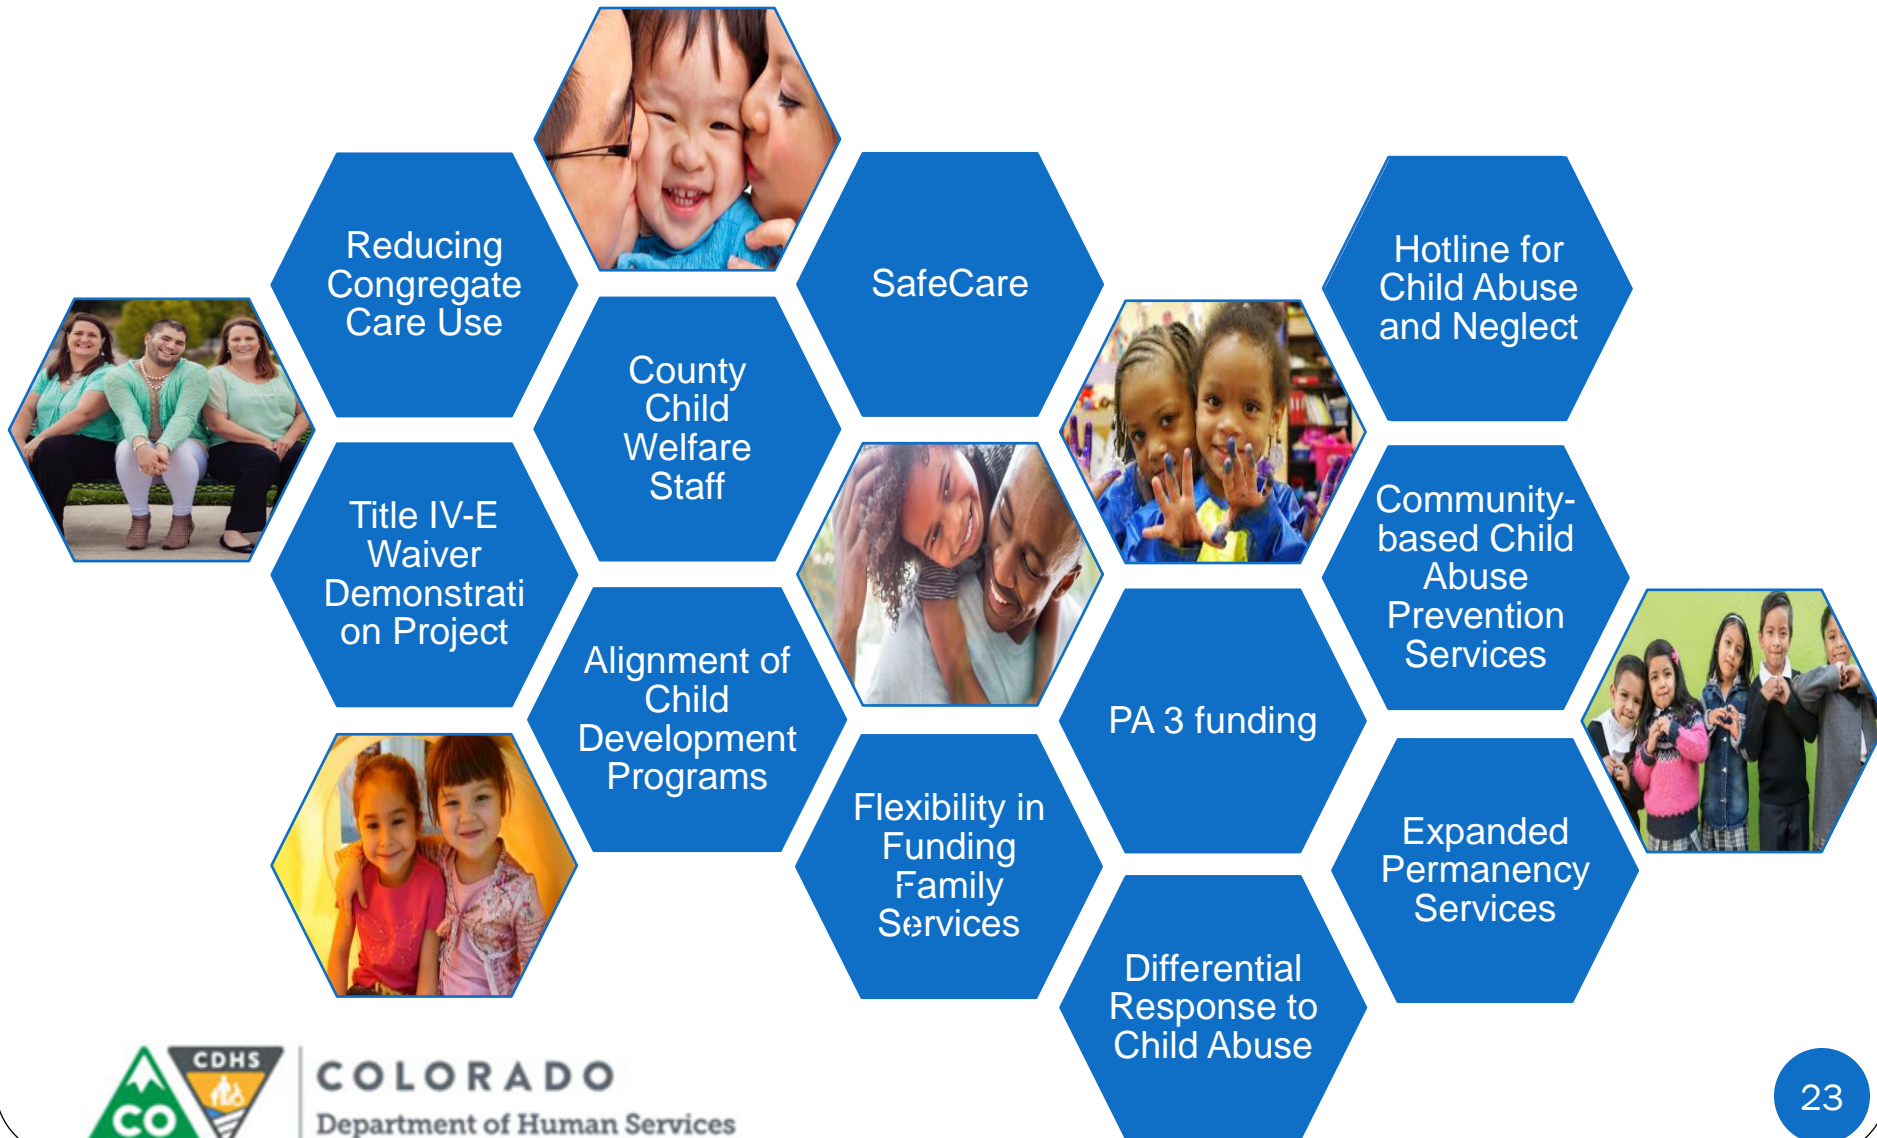 Reducing
Congregate
Care Use
SafeCare
Hotline for
Child Abuse
and Neglect
County
Child
Welfare
Staff
Title IV-E
Waiver
Demonstrati
on Project
Community-
based Child
Abuse
Prevention
Services
Alignment of
Child
Development
Programs
PA 3 funding
Flexibility in
Funding
Family
Services
Expanded
Permanency
Services
Differential
Response to
Child Abuse
CO
CDHS
COLORADO
Department of Human Services
23